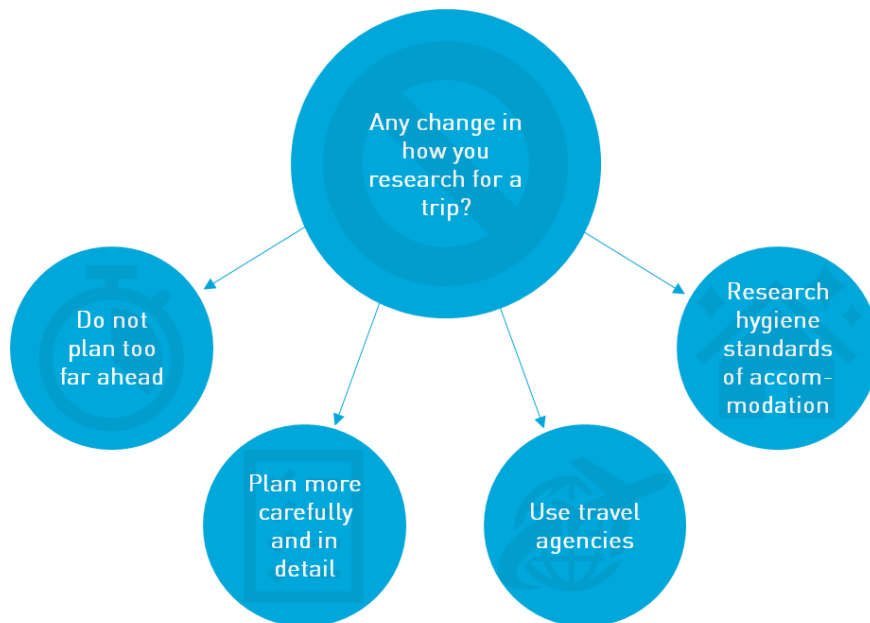 Any change in
how you
research for a
trip?
Do not
plan too
far ahead
Plan more
carefully
and in
detail
Use travel
agencies
Research
hygiene
standards
of accom-
modation